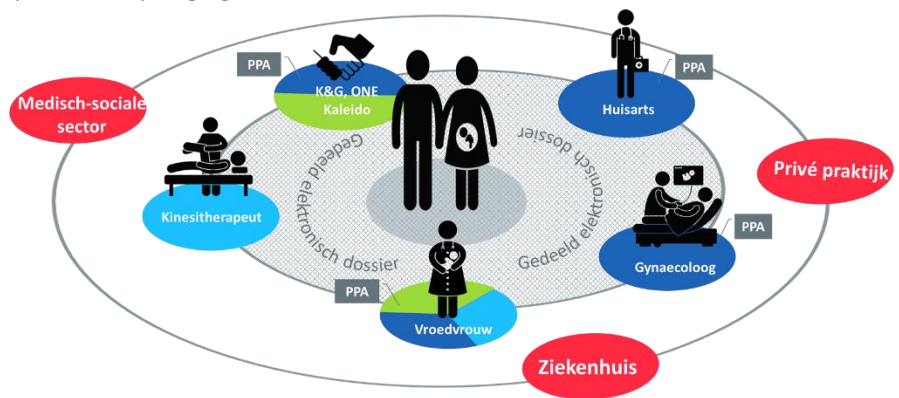 PPA
K&G, ONE
Kaleido
PPA
Huisarts
Medisch-sociale
sector
Gedeeld elektronisch dossier
Gedeeld elektronisch dossier
Privé praktijk
Kinesitherapeut
PPA
Gynaecoloog
PPA
Vroedvrouw
Ziekenhuis